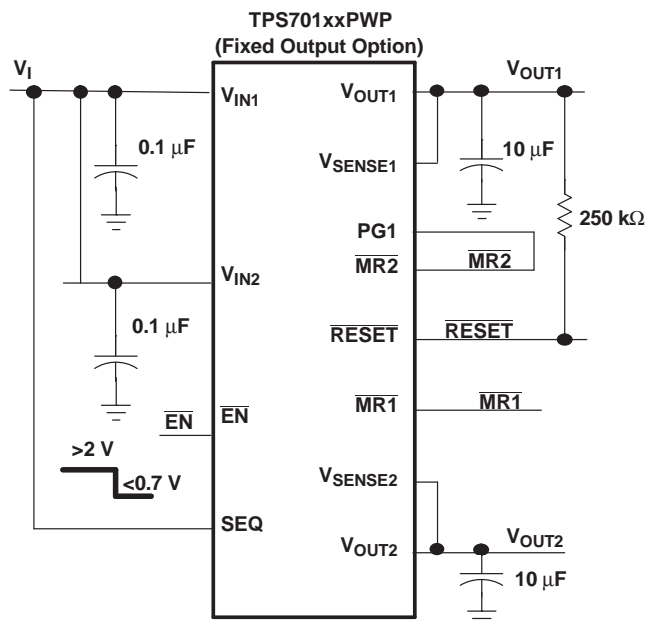 TPS701xxPWP
(Fixed Output Option)
VI
VIN1
VOUT1
VOUT1
0.1 μF
10 μF
VSENSE1
250 kΩ
PG1
MR2
MR2
VIN2
0.1 μF
RESET
RESET
EN
EN
MR1
MR1
>2 V
<0.7 V
VSENSE2
SEQ
VOUT2
VOUT2
10 μF